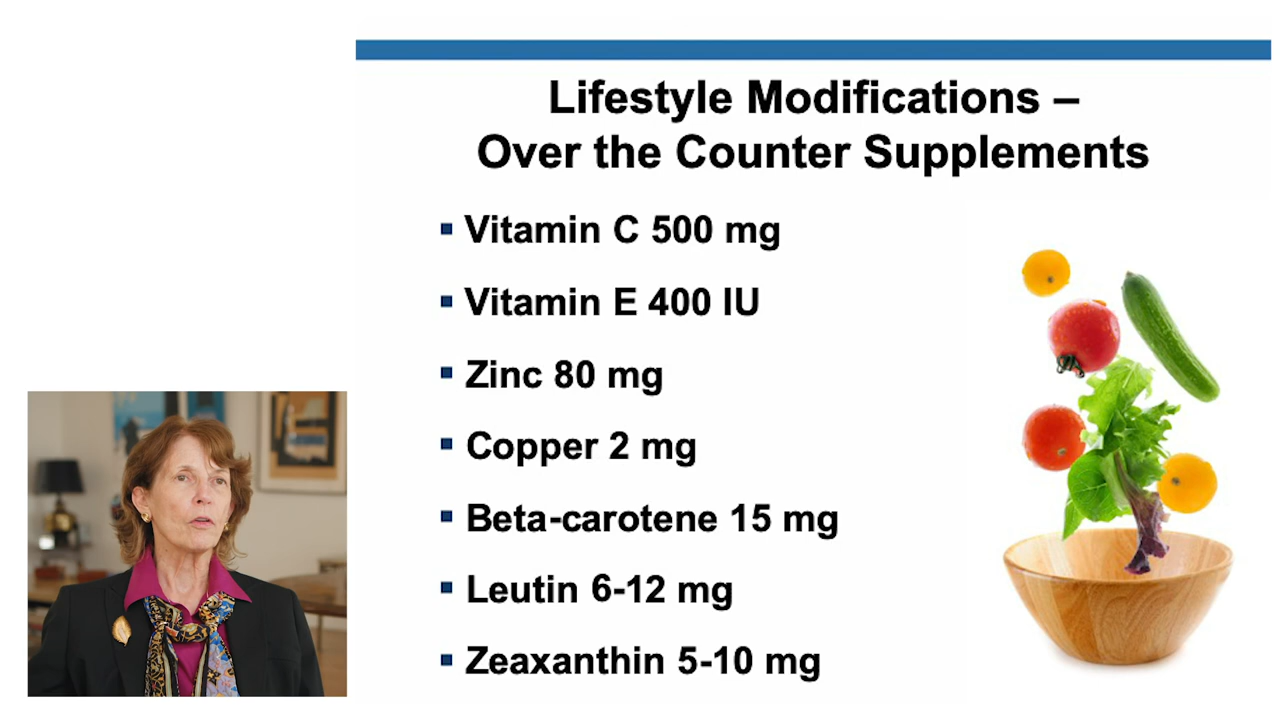 Lifestyle Modifications –
Over the Counter Supplements
▪ Vitamin C 500 mg
▪ Vitamin E 400 IU
▪ Zinc 80 mg
▪ Copper 2 mg
▪ Beta-carotene 15 mg
▪ Leutin 6-12 mg
▪ Zeaxanthin 5-10 mg